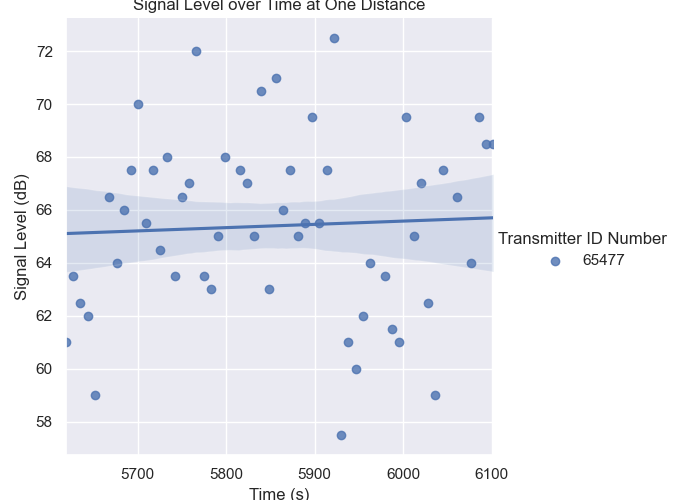 Signal Level over Time at One Distance
72
70
68
66
64
62
60
58
Signal Level (dB)
5700 5800 5900 6000 6100
Time (s)
Transmitter ID Number
65477